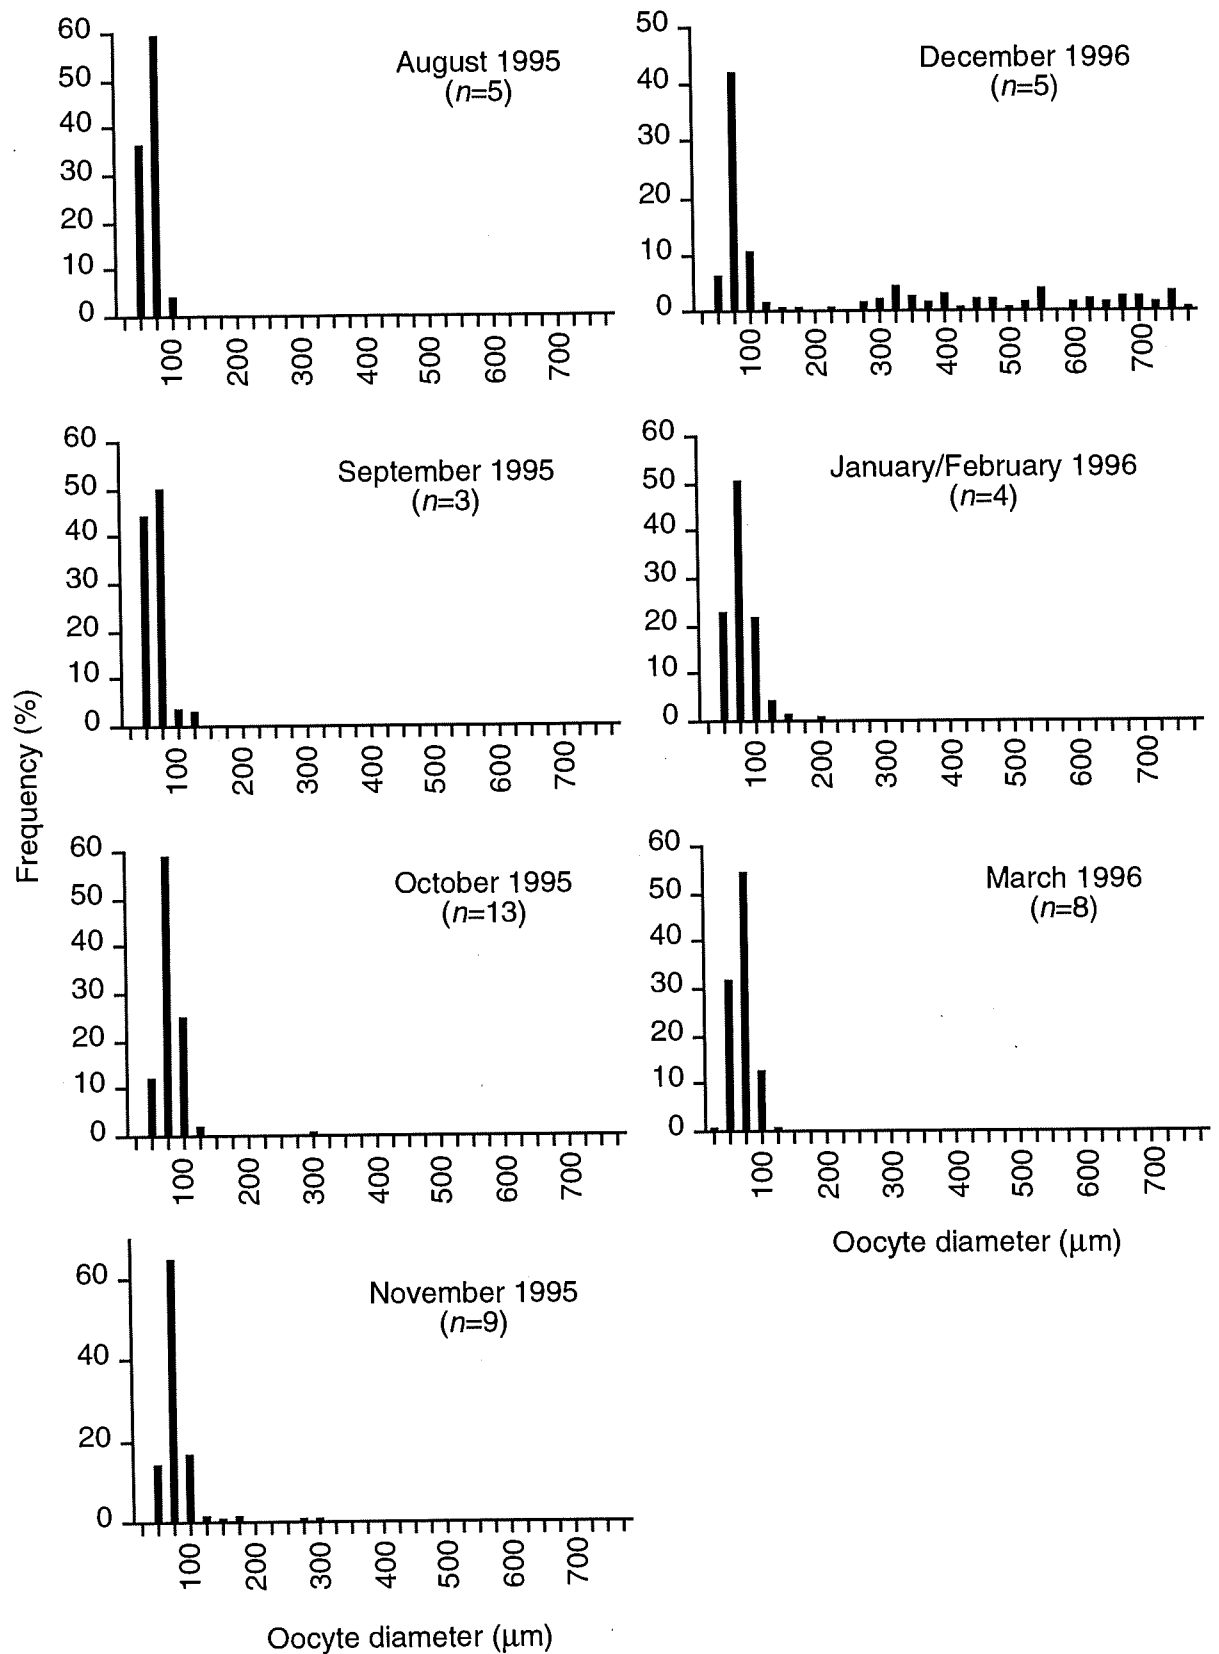 60
50
40
30
20
10
0
August 1995
(n=5)
100 200 300 400 500 600 700
50
40
30
20
10
0
December 1996
(n=5)
100 200 300 400 500 600 700
60
50
40
30
20
10
0
September 1995
(n=3)
100 200 300 400 500 600 700
60
50
40
30
20
10
0
January/February 1996
(n=4)
100 200 300 400 500 600 700
Frequency (%)
60
50
40
30
20
10
0
October 1995
(n=13)
100 200 300 400 500 600 700
60
50
40
30
20
10
0
March 1996
(n=8)
100 200 300 400 500 600 700
Oocyte diameter (μm)
60
40
20
0
November 1995
(n=9)
100 200 300 400 500 600 700
Oocyte diameter (μm)